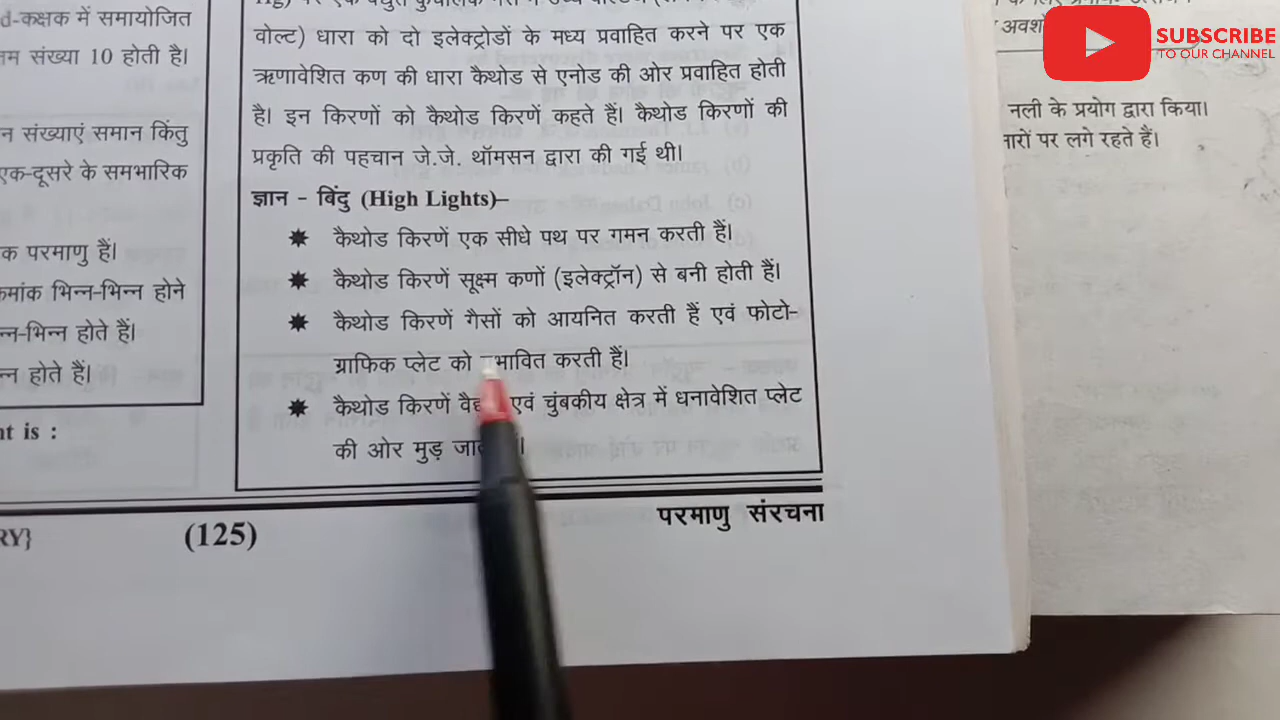 d-कक्षक में समायोजित
संख्या 10 होती है।
न संख्याएं समान किंतु
एक-दूसरे के समभारिक
क परमाणु हैं।
भिन्न-भिन्न होने
भिन्न होते हैं।
होते हैं।
nt is :
वोल्ट) धारा को दो इलेक्ट्रोडों के मध्य प्रवाहित करने पर एक
ऋणावेशित कण की धारा कैथोड से एनोड की ओर प्रवाहित होती
है। इन किरणों को कैथोड किरणें कहते हैं। कैथोड किरणों की
प्रकृति की पहचान जे.जे. थॉमसन द्वारा की गई थी।
ज्ञान - बिंदु (High Lights)–
✷ कैथोड किरणें एक सीधे पथ पर गमन करती हैं।
✷ कैथोड किरणें सूक्ष्म कणों (इलेक्ट्रॉन) से बनी होती हैं।
✷ कैथोड किरणें गैसों को आयनित करती हैं एवं फोटो-
ग्राफिक प्लेट को करती हैं।
✷ कैथोड किरणें एवं चुंबकीय क्षेत्र में धनावेशित प्लेट
की ओर मुड़
RY}
(125)
परमाणु संरचना
नली के प्रयोग द्वारा किया।
पर लगे रहते हैं।
SUBSCRIBE
TO OUR CHANNEL